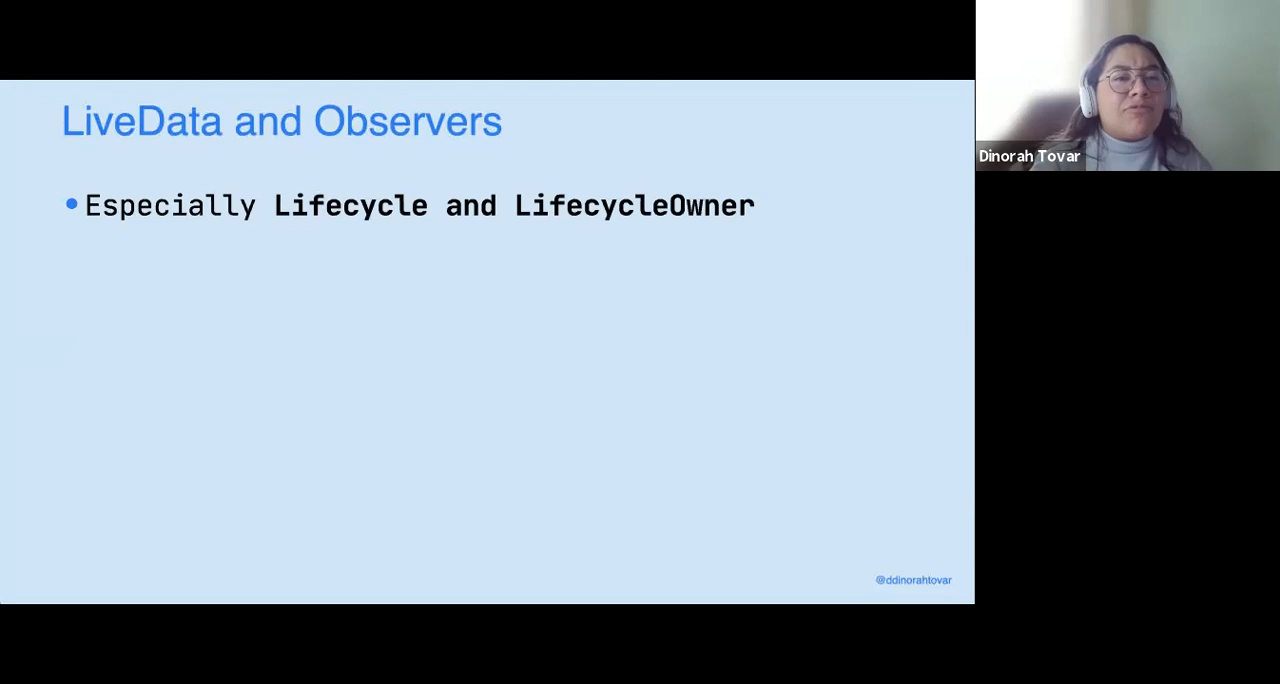 LiveData and Observers
• Especially Lifecycle and LifecycleOwner
@ddinorahtovar
Dinorah Tovar